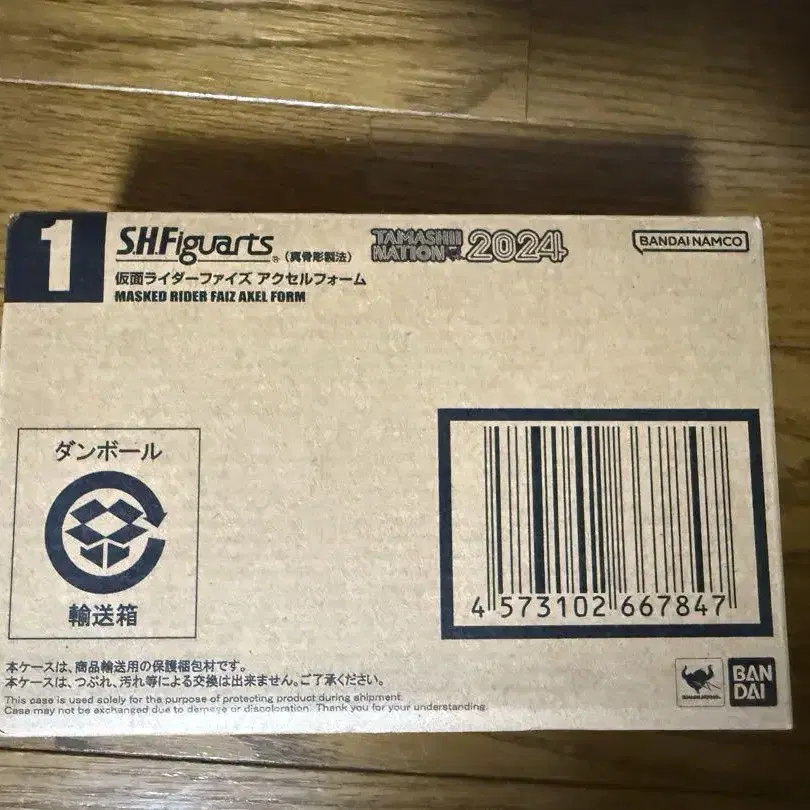 1
S.H.Figuarts® (真骨彫製法)
TAMASHII NATION 2024
BANDAI NAMCO
仮面ライダーファイズ アクセルフォーム
MASKED RIDER FAIZ AXEL FORM
ダンボール
輸送箱
4 573102 667847
本ケースは、商品輸送用の保護梱包材です。
本ケースは、つぶれ、汚れ等による交換は出来ません。ご了承ください。
This case is used solely for the purpose of protecting product during shipment.
Case may not be exchanged due to damage or discoloration. Thank you for your understanding.
BAN
DAI